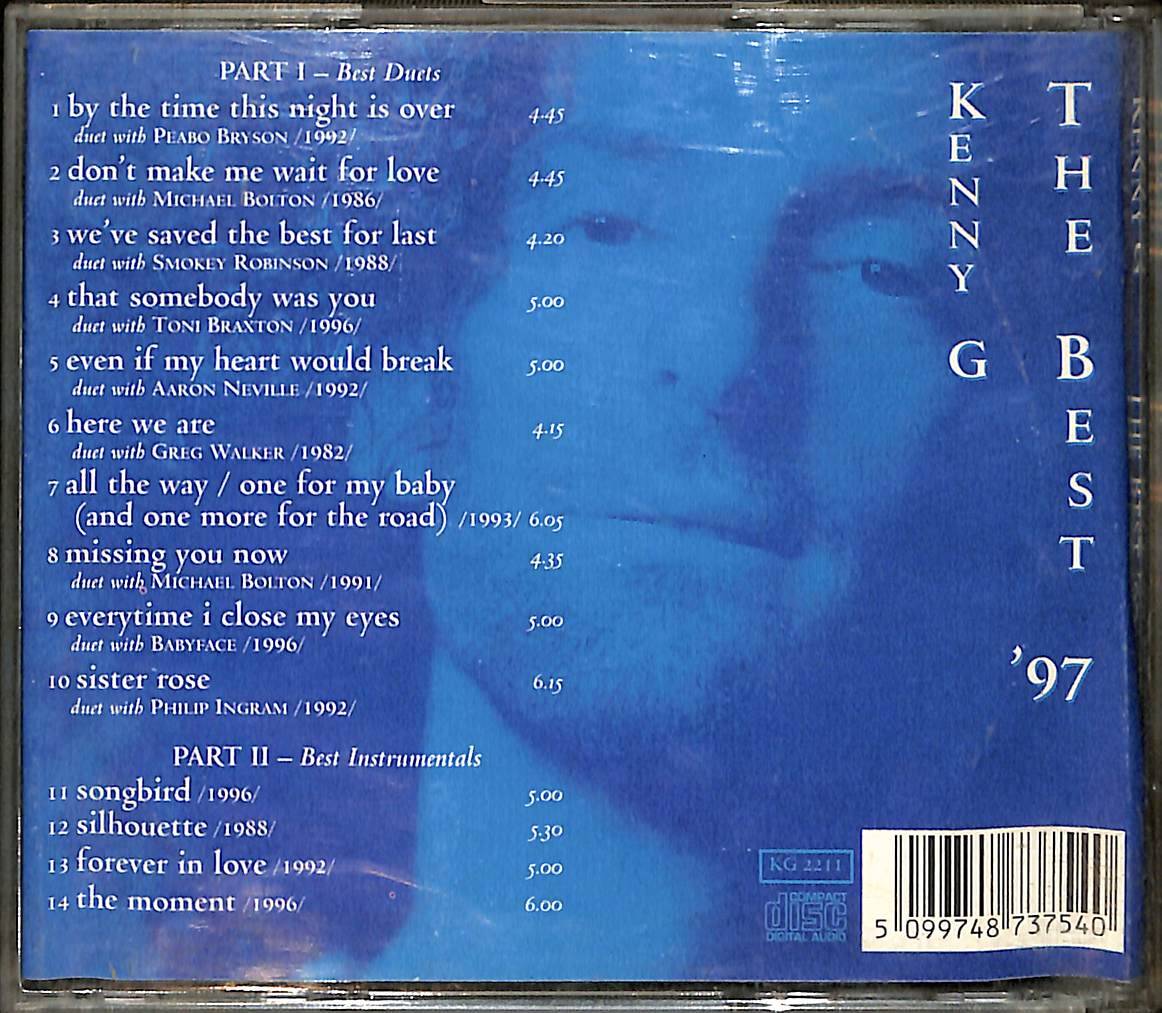 PART I – Best Duets
1 by the time this night is over 4.45
duet with PEABO BRYSON /1992/
2 don't make me wait for love 4.45
duet with MICHAEL BOLTON /1986/
3 we've saved the best for last 4.20
duet with SMOKEY ROBINSON /1988/
4 that somebody was you 5.00
duet with TONI BRAXTON /1996/
5 even if my heart would break 5.00
duet with AARON NEVILLE /1992/
6 here we are 4.15
duet with GREG WALKER /1982/
7 all the way / one for my baby
(and one more for the road) /1993/ 6.05
8 missing you now 4.35
duet with MICHAEL BOLTON /1991/
9 everytime i close my eyes 5.00
duet with BABYFACE /1996/
10 sister rose 6.15
duet with PHILIP INGRAM /1992/
PART II – Best Instrumentals
11 songbird /1996/ 5.00
12 silhouette /1988/ 5.30
13 forever in love /1992/ 5.00
14 the moment /1996/ 6.00
KENNY G
THE BEST '97
KG 2211
COMPACT
disc
DIGITAL AUDIO
5 099748 737540
KENNY G THE BEST